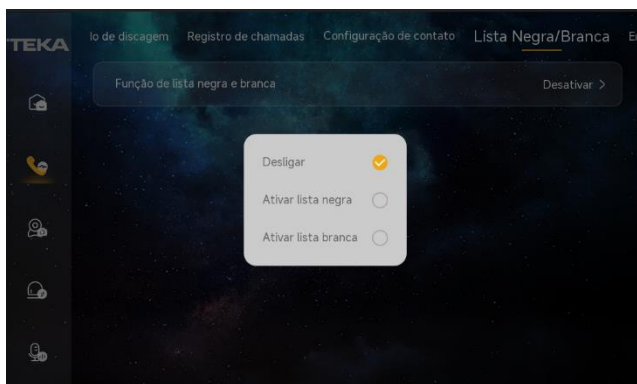 TEKA
lo de discagem Registro de chamadas Configuração de contato Lista Negra/Branca E
Função de lista negra e branca Desativar >
Desligar
Ativar lista negra
Ativar lista branca